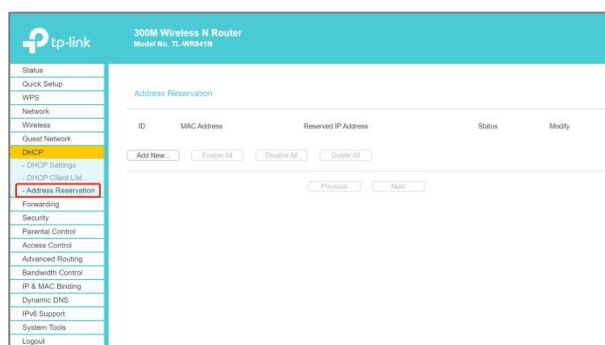 tp-link
300M Wireless N Router
Model No. TL-WR841N
Status
Quick Setup
WPS
Network
Wireless
Guest Network
DHCP
- DHCP Settings
- DHCP Client List
- Address Reservation
Forwarding
Security
Parental Control
Access Control
Advanced Routing
Bandwidth Control
IP & MAC Binding
Dynamic DNS
IPv6 Support
System Tools
Logout
Address Reservation
ID MAC Address Reserved IP Address Status Modify
Add New... Enable All Disable All Delete All
Previous Next